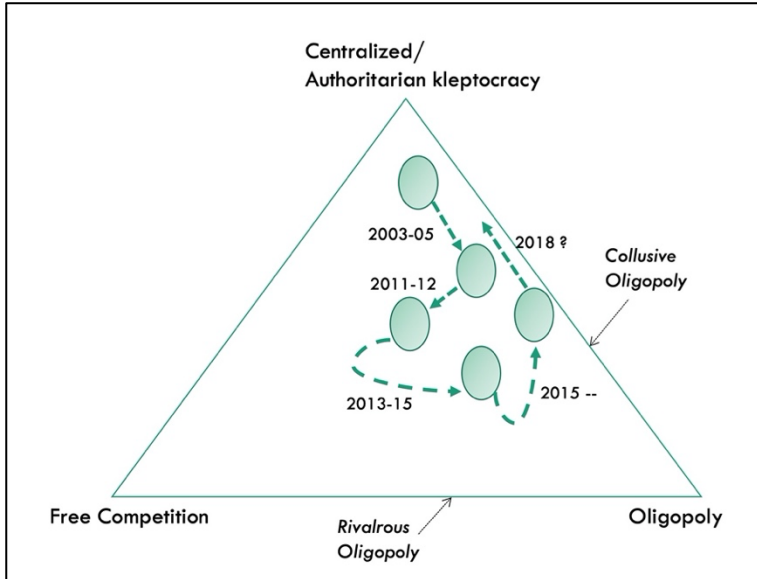 Centralized/
Authoritarian kleptocracy
2003-05
2018 ?
Collusive
Oligopoly
2011-12
2013-15
2015 --
Free Competition
Rivalrous
Oligopoly
Oligopoly